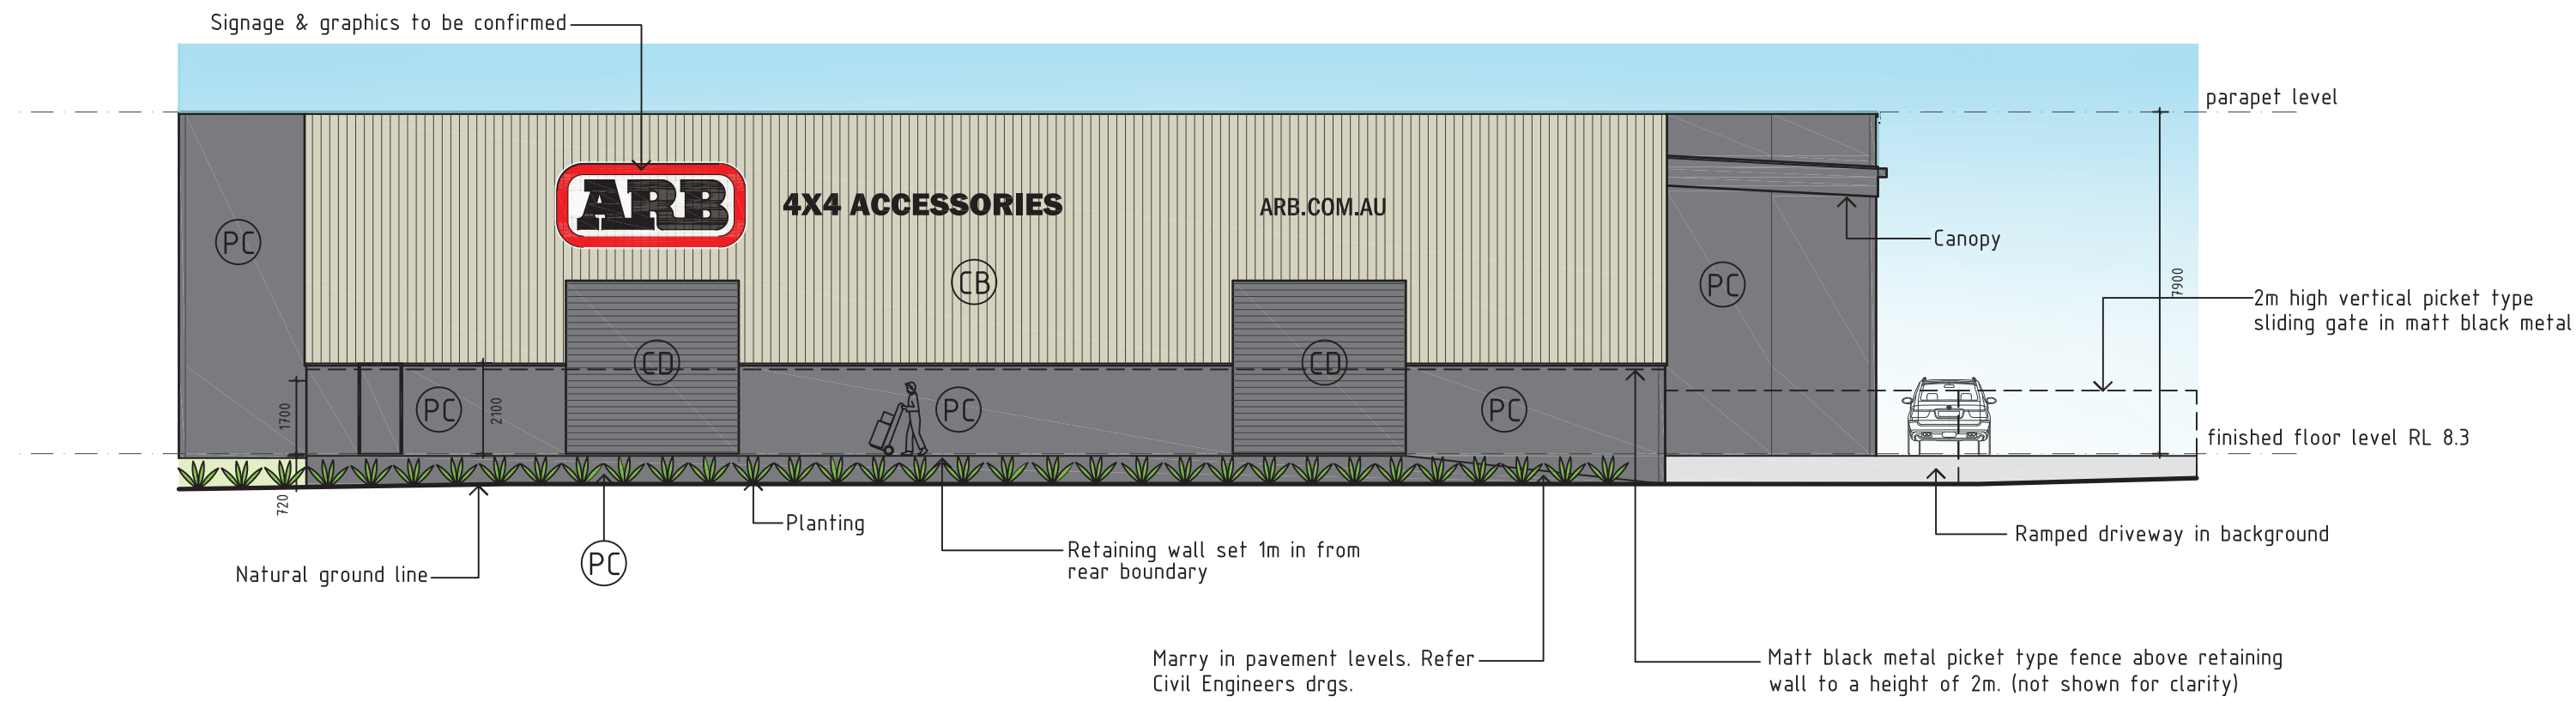 Signage & graphics to be confirmed
parapet level
ARB
4X4 ACCESSORIES
ARB.COM.AU
PC
CB
PC
Canopy
7900
2m high vertical picket type
sliding gate in matt black metal
CD
CD
1700
PC
2100
PC
PC
finished floor level RL 8.3
720
Planting
Ramped driveway in background
Natural ground line
PC
Retaining wall set 1m in from
rear boundary
Marry in pavement levels. Refer
Civil Engineers drgs.
Matt black metal picket type fence above retaining
wall to a height of 2m. (not shown for clarity)